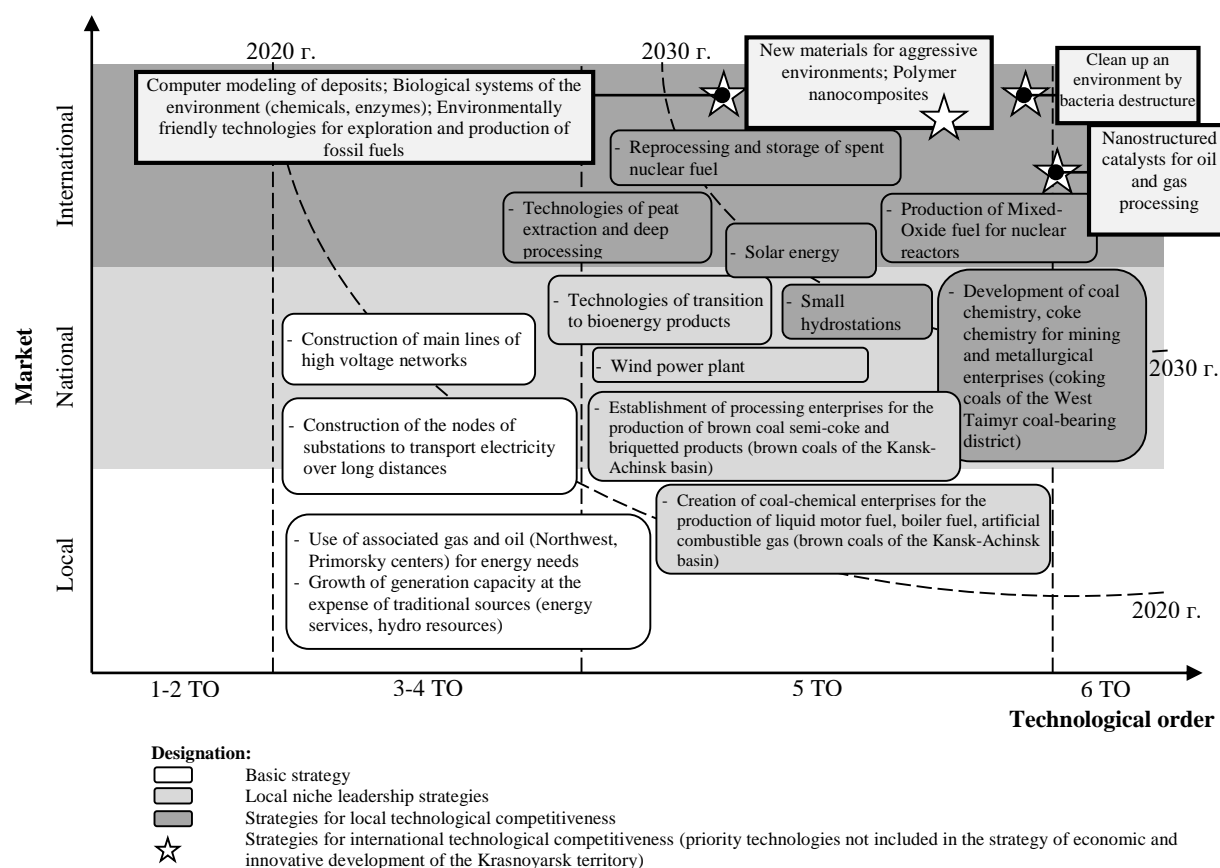 2020 г.
2030 г.
Computer modeling of deposits; Biological systems of the
environment (chemicals, enzymes); Environmentally
friendly technologies for exploration and production of
fossil fuels
New materials for aggressive
environments; Polymer
nanocomposites
Clean up an
environment by
bacteria destructure
Nanostructured
catalysts for oil
and gas
processing
- Reprocessing and storage of spent
nuclear fuel
- Technologies of peat
extraction and deep
processing
- Production of Mixed-
Oxide fuel for nuclear
reactors
- Solar energy
- Technologies of transition
to bioenergy products
- Small
hydrostations
- Development of coal
chemistry, coke
chemistry for mining
and metallurgical
enterprises (coking
coals of the West
Taimyr coal-bearing
district)
- Construction of main lines of
high voltage networks
- Wind power plant
2030 г.
- Construction of the nodes of
substations to transport electricity
over long distances
- Establishment of processing enterprises for the
production of brown coal semi-coke and
briquetted products (brown coals of the Kansk-
Achinsk basin)
- Creation of coal-chemical enterprises for the
production of liquid motor fuel, boiler fuel, artificial
combustible gas (brown coals of the Kansk-Achinsk
basin)
- Use of associated gas and oil (Northwest,
Primorsky centers) for energy needs
- Growth of generation capacity at the
expense of traditional sources (energy
services, hydro resources)
2020 г.
Market
International
National
Local
1-2 TO
3-4 TO
5 TO
6 TO
Technological order
Designation:
Basic strategy
Local niche leadership strategies
Strategies for local technological competitiveness
Strategies for international technological competitiveness (priority technologies not included in the strategy of economic and
innovative development of the Krasnoyarsk territory)